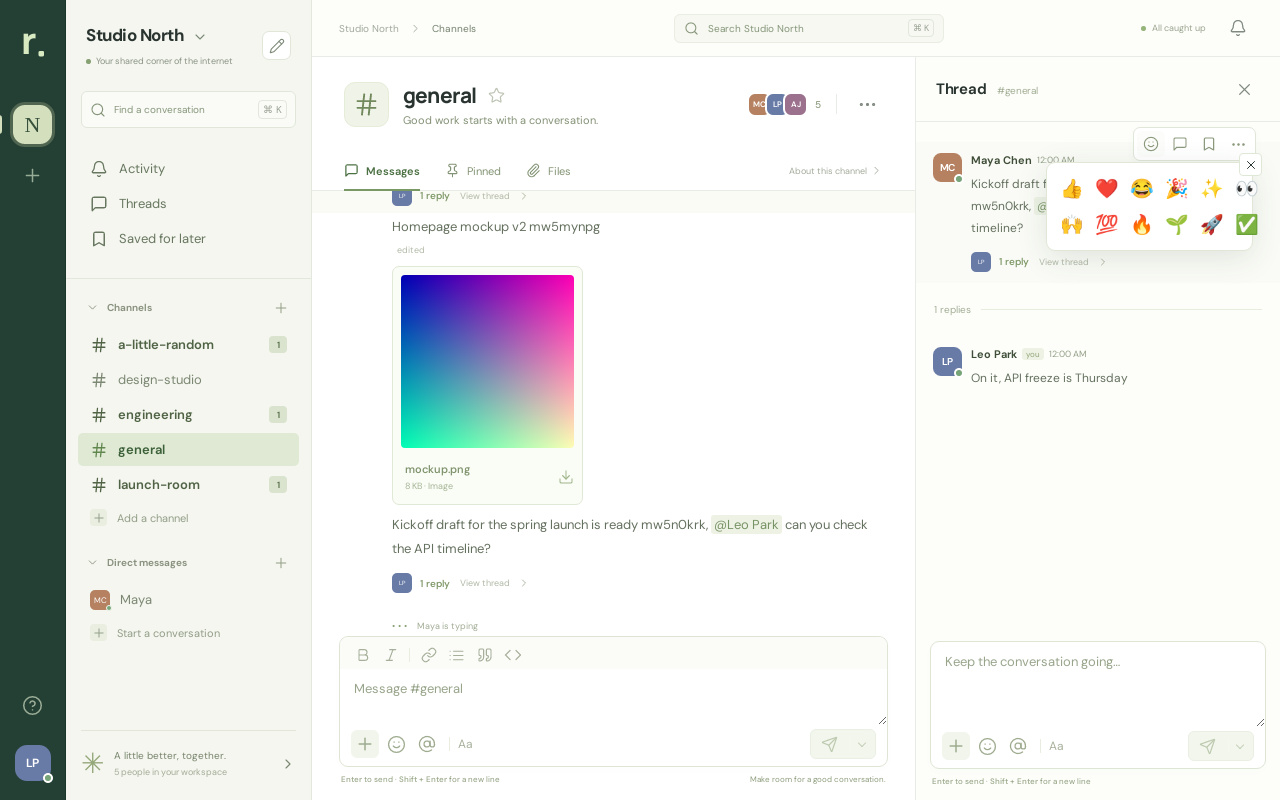 r.
N
LP
Studio North
Your shared corner of the internet
Find a conversation
⌘ K
Activity
Threads
Saved for later
Channels
a-little-random 1
design-studio
engineering 1
general
launch-room 1
Add a channel
Direct messages
MC Maya
Start a conversation
A little better, together.
5 people in your workspace
Studio North > Channels
Search Studio North ⌘ K
All caught up
# general
Good work starts with a conversation.
MC LP AJ 5
Messages
Pinned
Files
About this channel
LP 1 reply View thread
Homepage mockup v2 mw5mynpg
edited
mockup.png
8 KB · Image
Kickoff draft for the spring launch is ready mw5n0krk, @Leo Park can you check
the API timeline?
LP 1 reply View thread
Maya is typing
Message #general
Aa
Enter to send · Shift + Enter for a new line
Make room for a good conversation.
Thread #general
MC Maya Chen 12:00 AM
Kickoff draft
mw5n0krk, @
timeline?
💯
LP 1 reply View thread
1 replies
LP Leo Park you 12:00 AM
On it, API freeze is Thursday
Keep the conversation going...
Aa
Enter to send · Shift + Enter for a new line